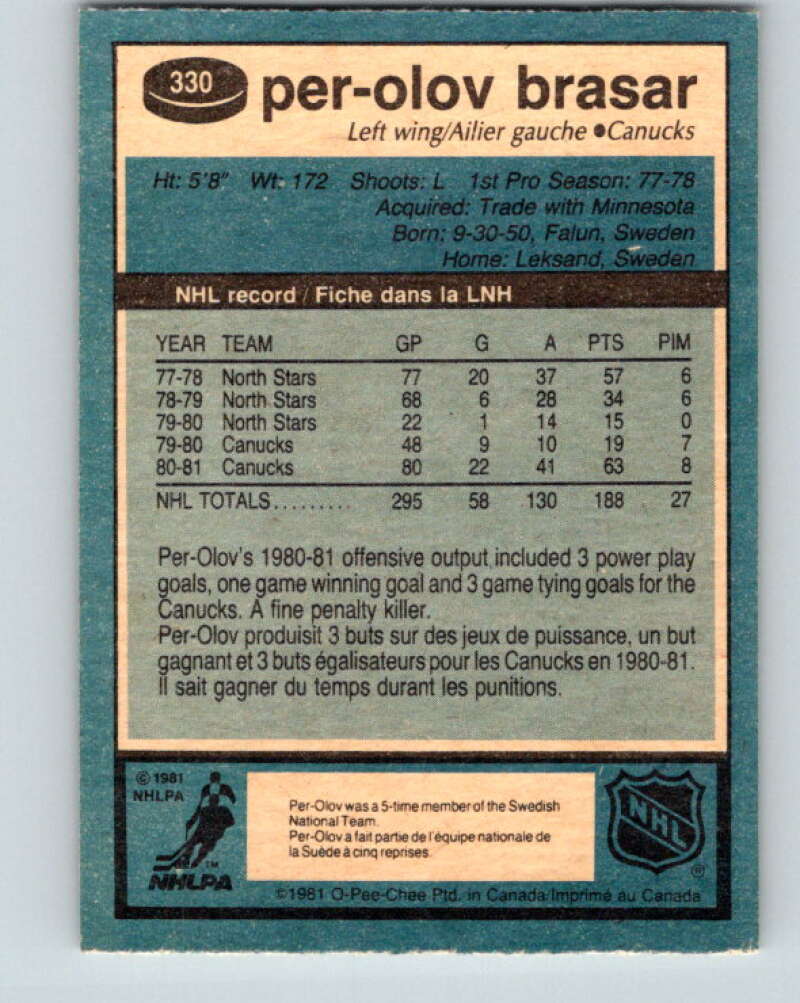 330 per-olov brasar
Left wing/Ailier gauche •Canucks
Ht: 5'8" Wt: 172 Shoots: L 1st Pro Season: 77-78
Acquired: Trade with Minnesota
Born: 9-30-50, Falun, Sweden
Home: Leksand, Sweden
NHL record / Fiche dans la LNH
YEAR TEAM GP G A PTS PIM
77-78 North Stars 77 20 37 57 6
78-79 North Stars 68 6 28 34 6
79-80 North Stars 22 1 14 15 0
79-80 Canucks 48 9 10 19 7
80-81 Canucks 80 22 41 63 8
NHL TOTALS......... 295 58 130 188 27
Per-Olov's 1980-81 offensive output included 3 power play
goals, one game winning goal and 3 game tying goals for the
Canucks. A fine penalty killer.
Per-Olov produisit 3 buts sur des jeux de puissance, un but
gagnant et 3 buts égalisateurs pour les Canucks en 1980-81.
Il sait gagner du temps durant les punitions.
© 1981
NHLPA
TM
NHLPA
Per-Olov was a 5-time member of the Swedish
National Team.
Per-Olov a fait partie de l'équipe nationale de
la Suède à cinq reprises.
NHL
®
©1981 O-Pee-Chee Ptd. in Canada/Imprimé au Canada